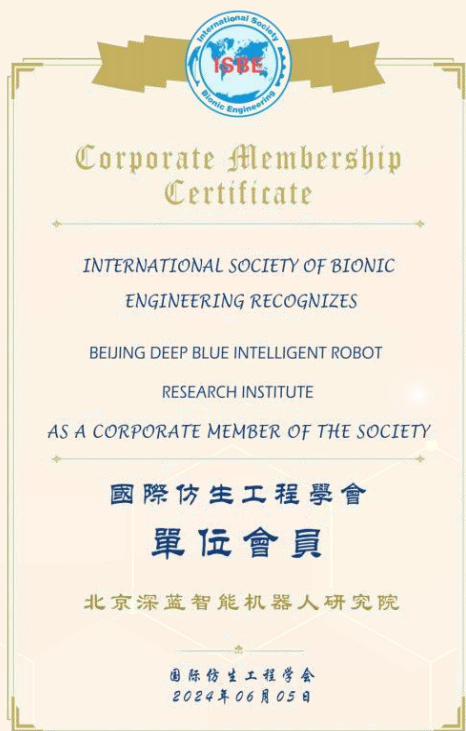 International Society
ISBE
Bionic Engineering
Corporate Membership
Certificate
INTERNATIONAL SOCIETY OF BIONIC
ENGINEERING RECOGNIZES
BEIJING DEEP BLUE INTELLIGENT ROBOT
RESEARCH INSTITUTE
AS A CORPORATE MEMBER OF THE SOCIETY
國際仿生工程學會
單位會員
北京深蓝智能机器人研究院
国际仿生工程学会
2024年06月05日